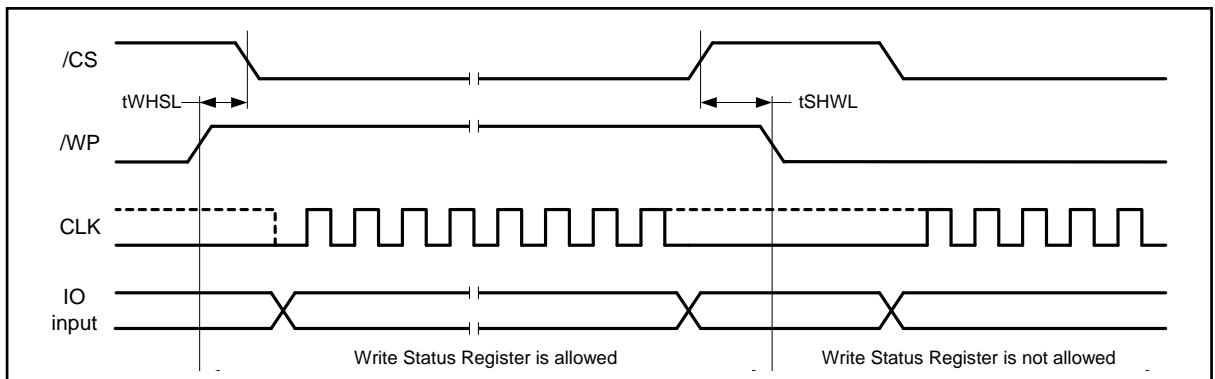 /CS
tWHSL
tSHWL
/WP
CLK
IO
input
Write Status Register is allowed
Write Status Register is not allowed